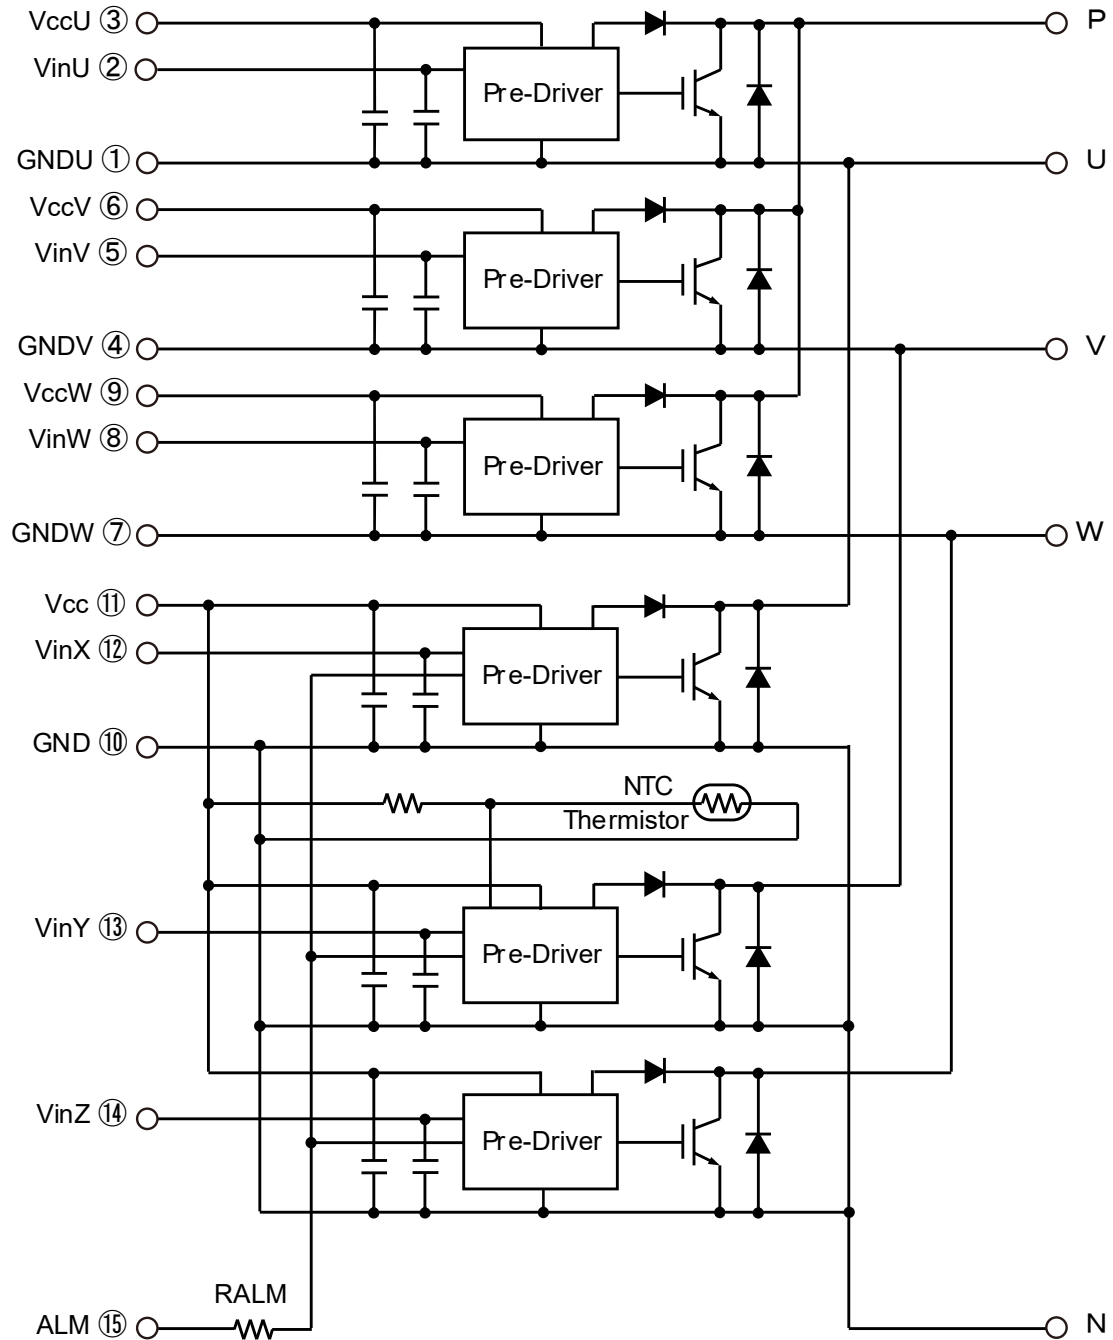 VccU ③
P
VinU ②
Pre-Driver
GNDU ①
U
VccV ⑥
VinV ⑤
Pre-Driver
GNDV ④
V
VccW ⑨
VinW ⑧
Pre-Driver
GNDW ⑦
W
Vcc ⑪
VinX ⑫
Pre-Driver
GND ⑩
NTC
Thermistor
VinY ⑬
Pre-Driver
VinZ ⑭
Pre-Driver
RALM
ALM ⑮
N